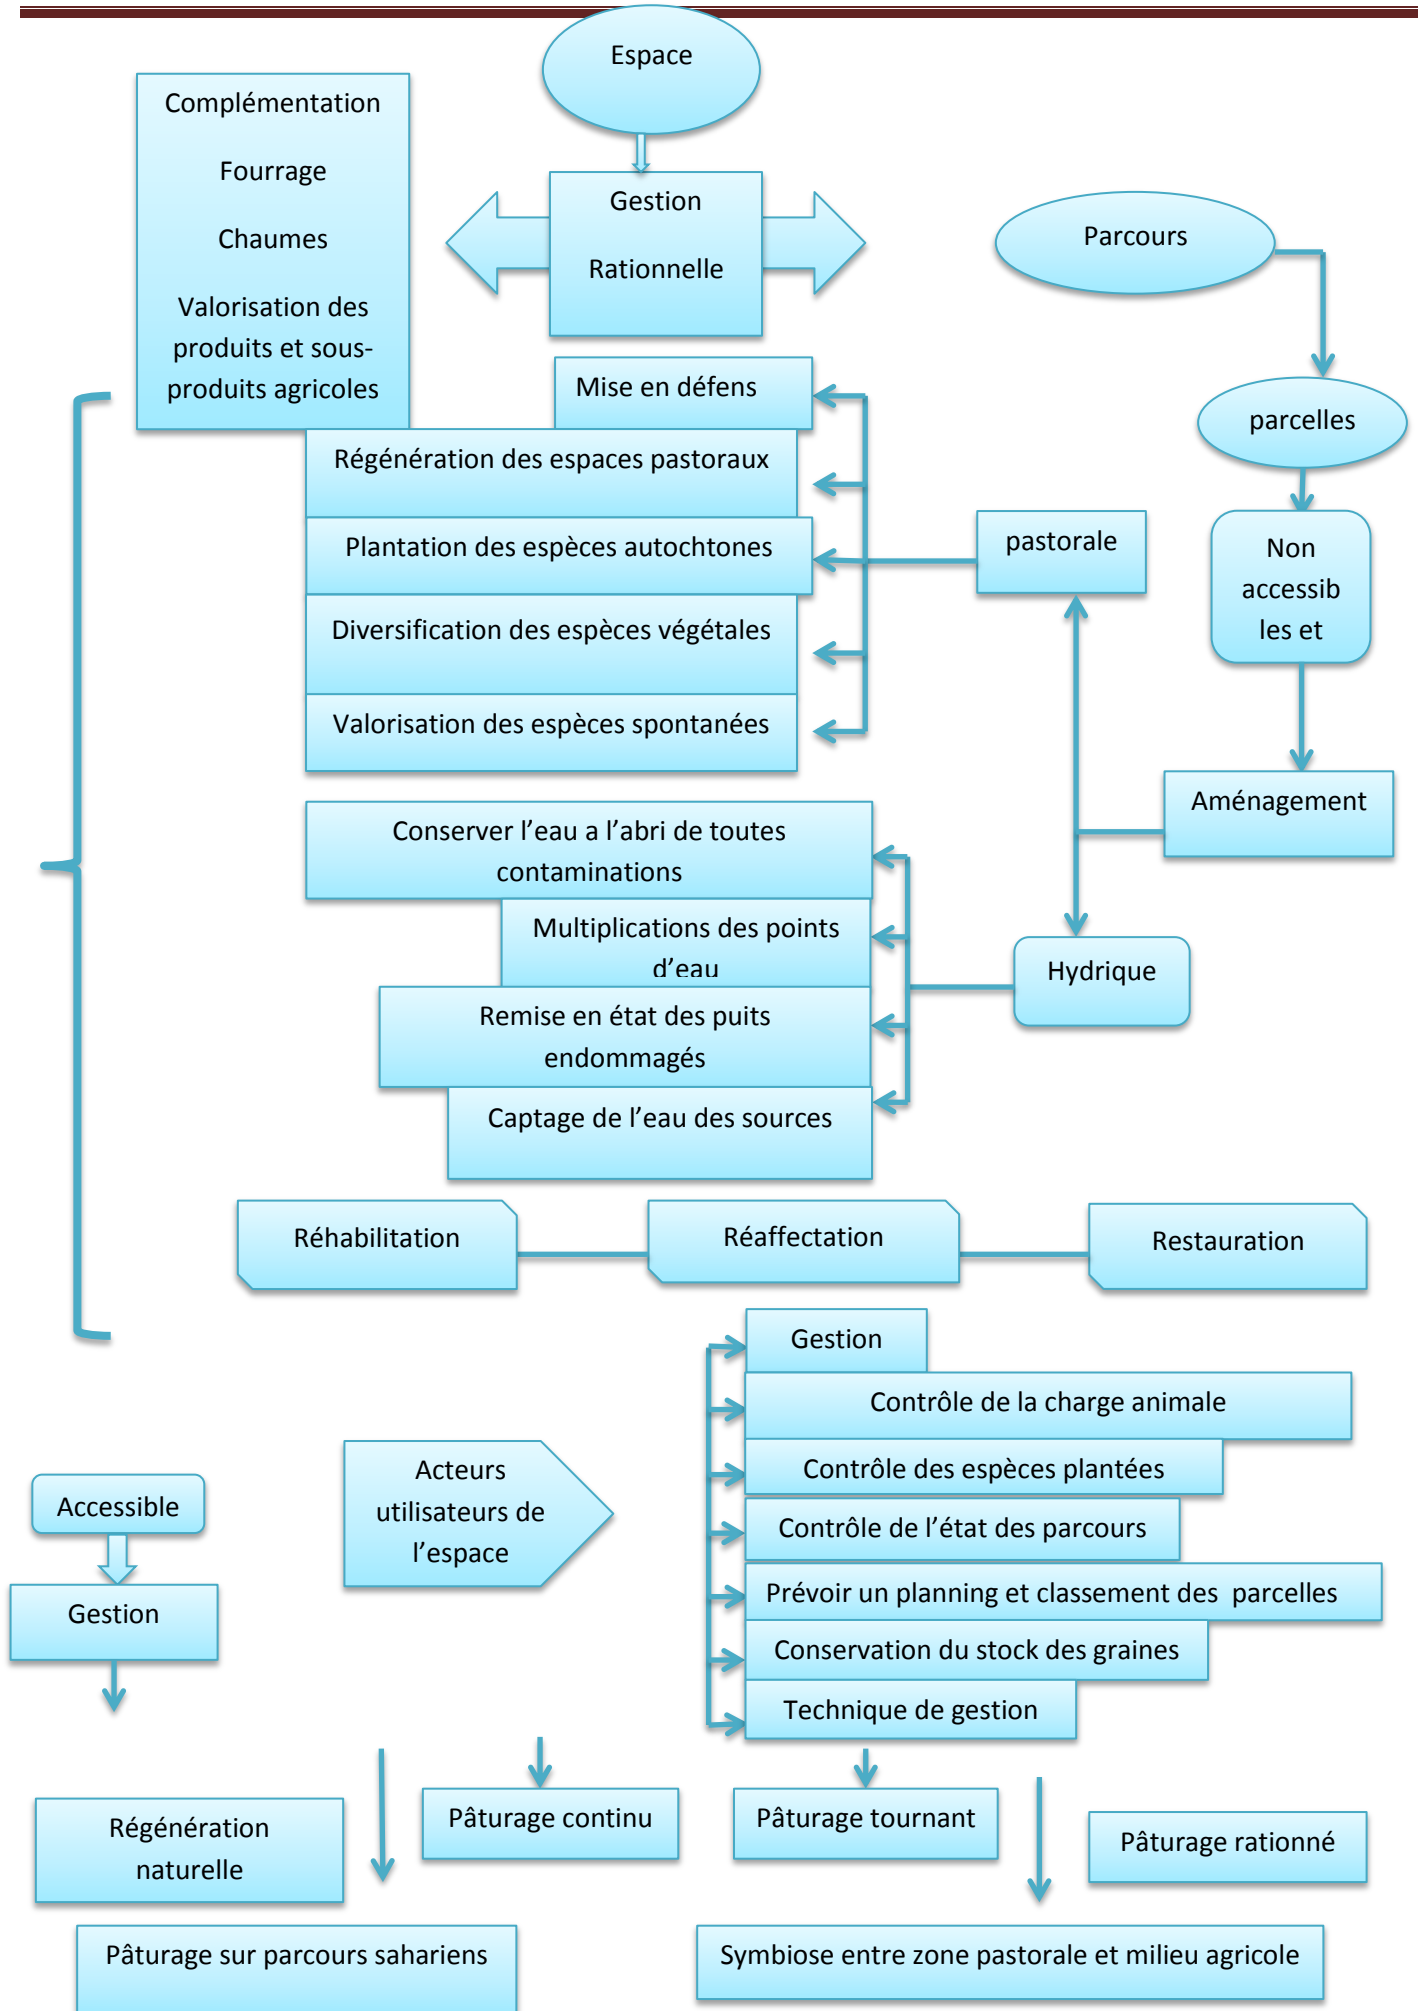 Espace
Complémentation
Fourrage
Chaumes
Valorisation des
produits et sous-
produits agricoles
Gestion
Rationnelle
Parcours
Mise en défens
parcelles
Régénération des espaces pastoraux
Plantation des espèces autochtones
pastorale
Non
accessib
les et
Diversification des espèces végétales
Valorisation des espèces spontanées
Aménagement
Conserver l’eau a l’abri de toutes
contaminations
Multiplications des points
d’eau
Hydrique
Remise en état des puits
endommagés
Captage de l’eau des sources
Réhabilitation
Réaffectation
Restauration
Gestion
Contrôle de la charge animale
Contrôle des espèces plantées
Contrôle de l’état des parcours
Prévoir un planning et classement des  parcelles
Conservation du stock des graines
Technique de gestion
Acteurs
utilisateurs de
l’espace
Accessible
Gestion
Régénération
naturelle
Pâturage continu
Pâturage tournant
Pâturage rationné
Pâturage sur parcours sahariens
Symbiose entre zone pastorale et milieu agricole